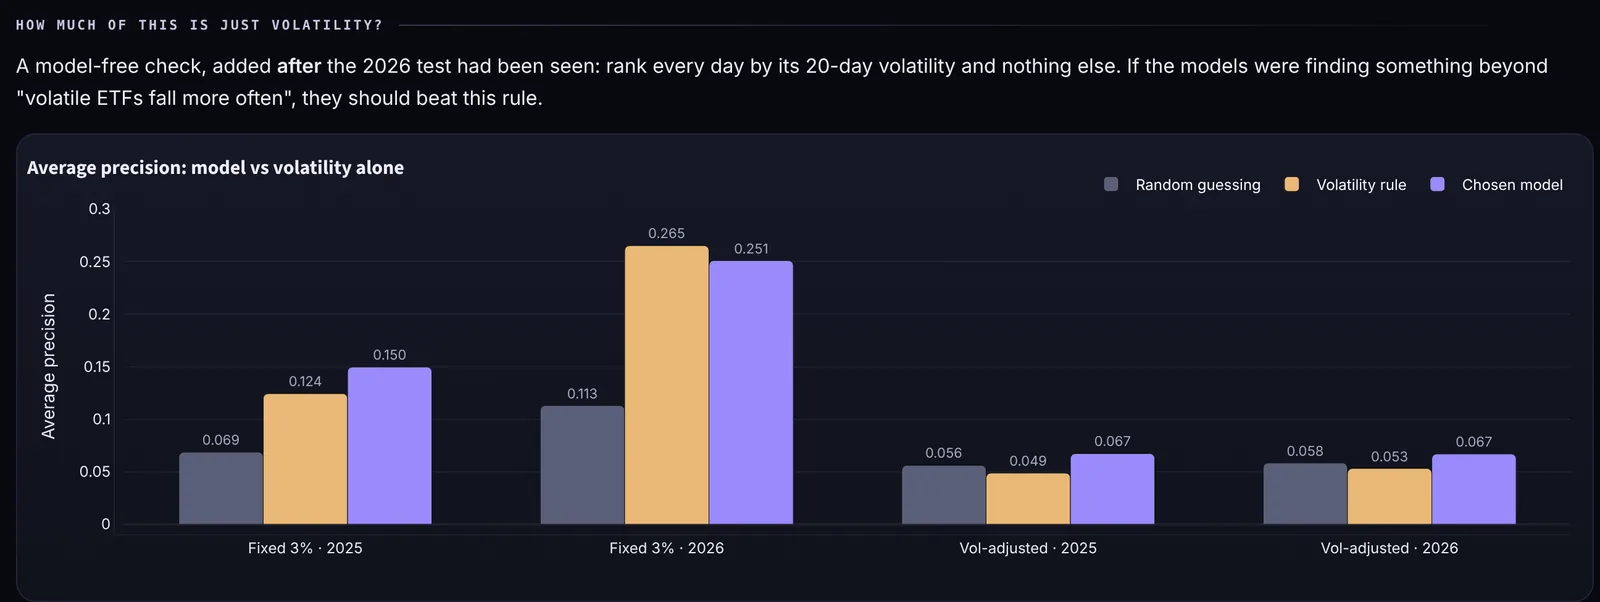 HOW MUCH OF THIS IS JUST VOLATILITY?
A model-free check, added after the 2026 test had been seen: rank every day by its 20-day volatility and nothing else. If the models were finding something beyond
"volatile ETFs fall more often", they should beat this rule.
Average precision: model vs volatility alone
Random guessing Volatility rule Chosen model
Average precision
0.3
0.25
0.2
0.15
0.1
0.05
0
0.069 0.124 0.150
0.113 0.265 0.251
0.056 0.049 0.067
0.058 0.053 0.067
Fixed 3% · 2025 Fixed 3% · 2026 Vol-adjusted · 2025 Vol-adjusted · 2026